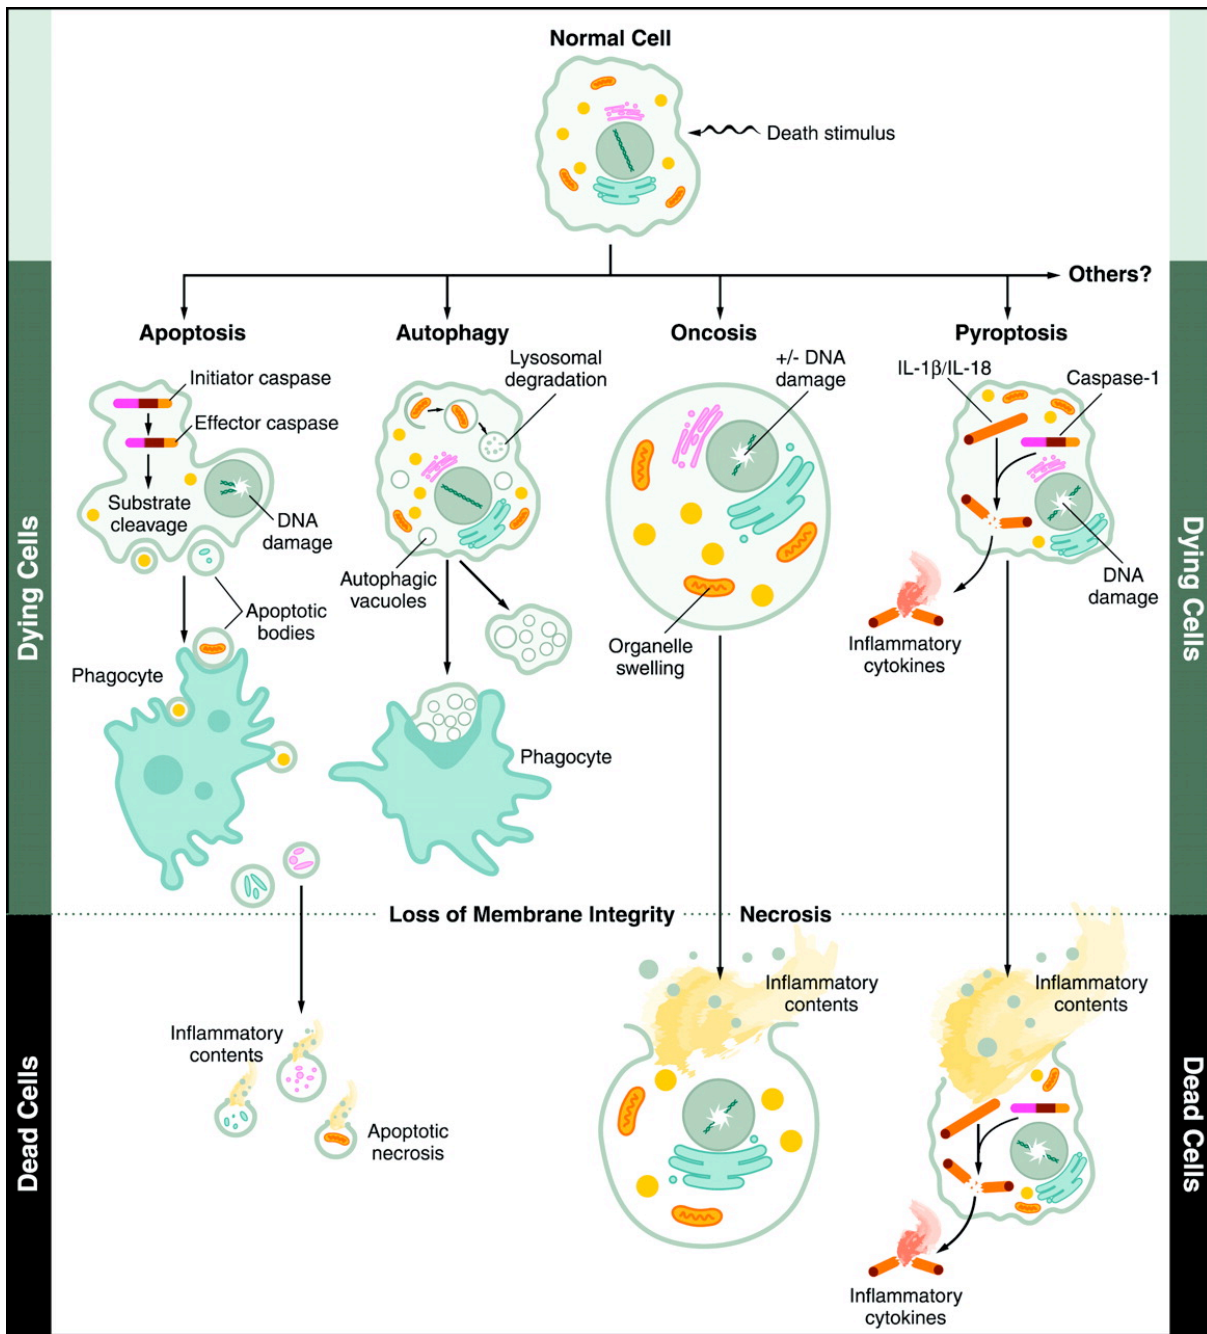 Normal Cell
Death stimulus
Others?
Apoptosis
Autophagy
Oncosis
Pyroptosis
Initiator caspase
Effector caspase
Substrate
cleavage
DNA
damage
Apoptotic
bodies
Phagocyte
Lysosomal
degradation
Autophagic
vacuoles
Phagocyte
+/- DNA
damage
Organelle
swelling
IL-1β/IL-18
Caspase-1
DNA
damage
Inflammatory
cytokines
Dying Cells
Dying Cells
Loss of Membrane Integrity
Necrosis
Inflammatory
contents
Apoptotic
necrosis
Inflammatory
contents
Inflammatory
contents
Inflammatory
cytokines
Dead Cells
Dead Cells